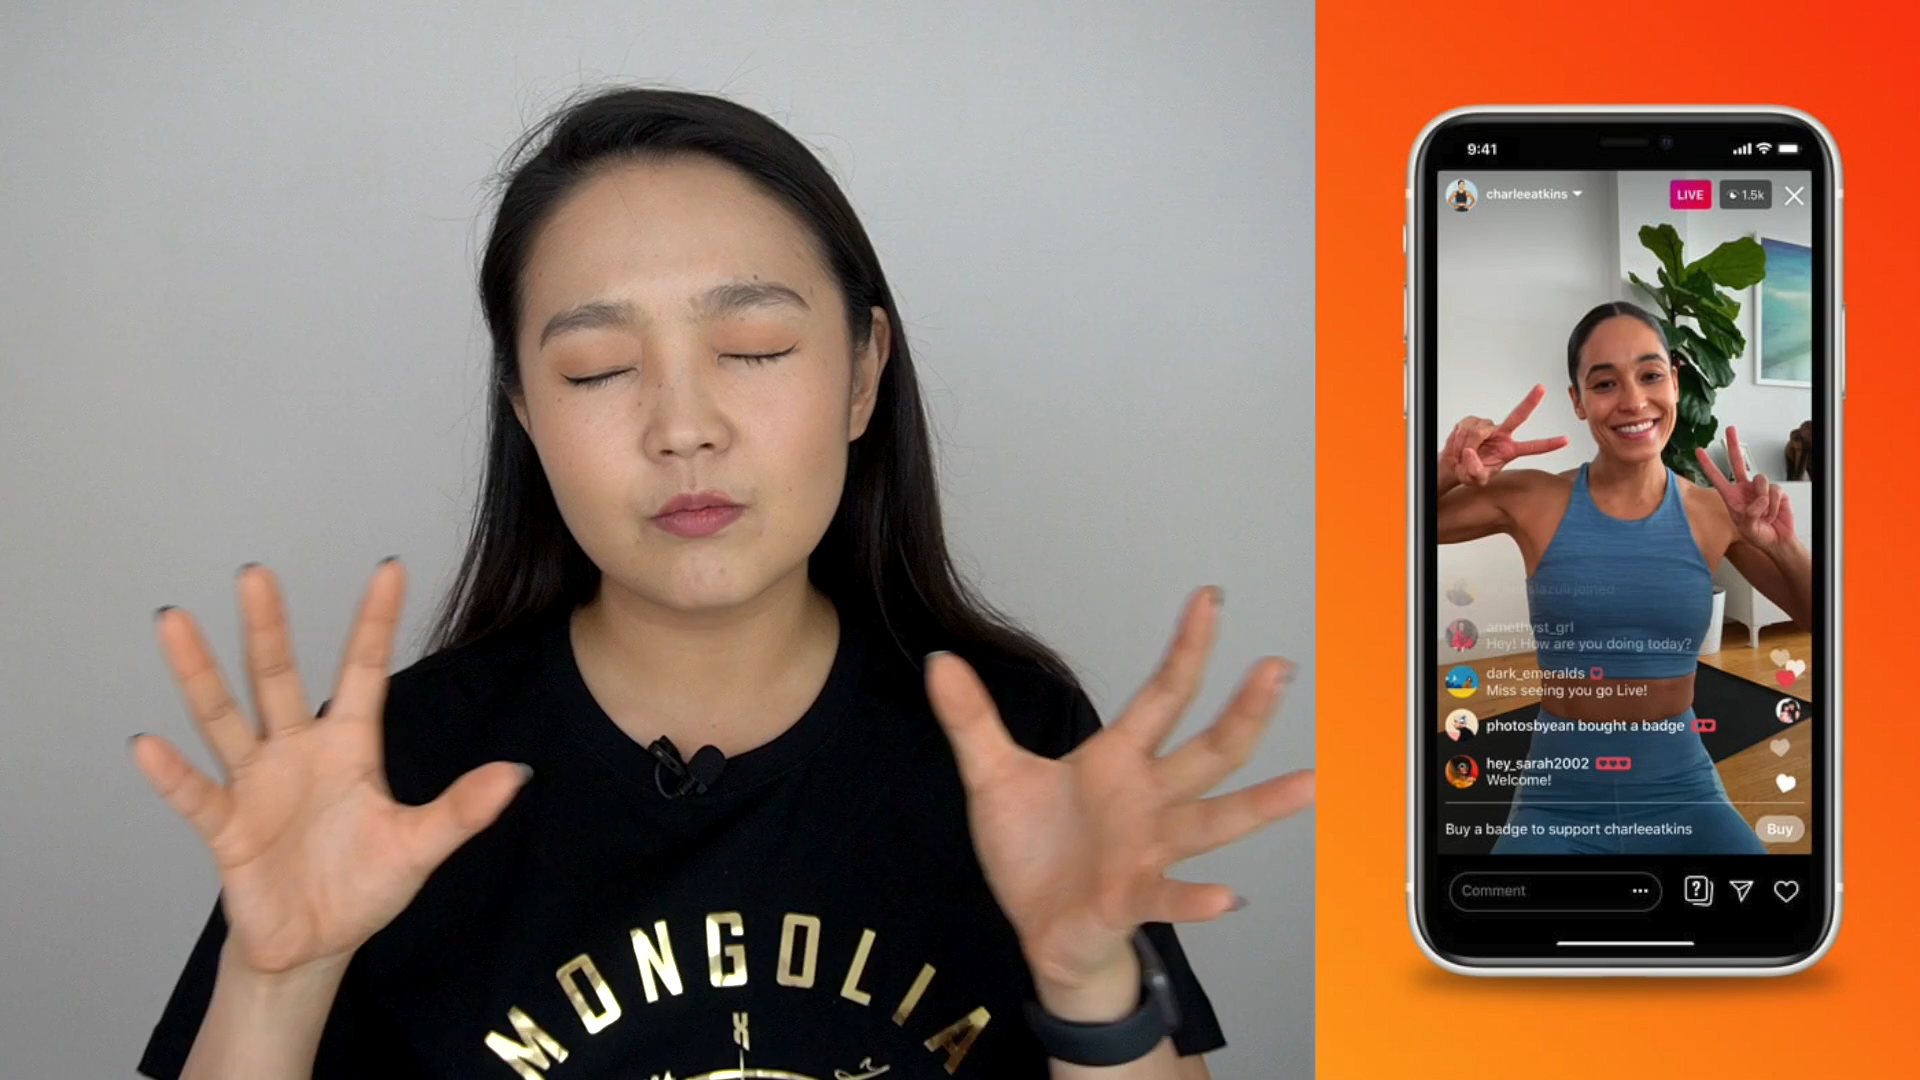 MONGOLIA
9:41
charleeatkins
LIVE
1.5k
joined
amethyst_grl
Hey! How are you doing today?
dark_emeralds
Miss seeing you go Live!
photosbyean bought a badge
hey_sarah2002
Welcome!
Buy a badge to support charleeatkins
Buy
Comment